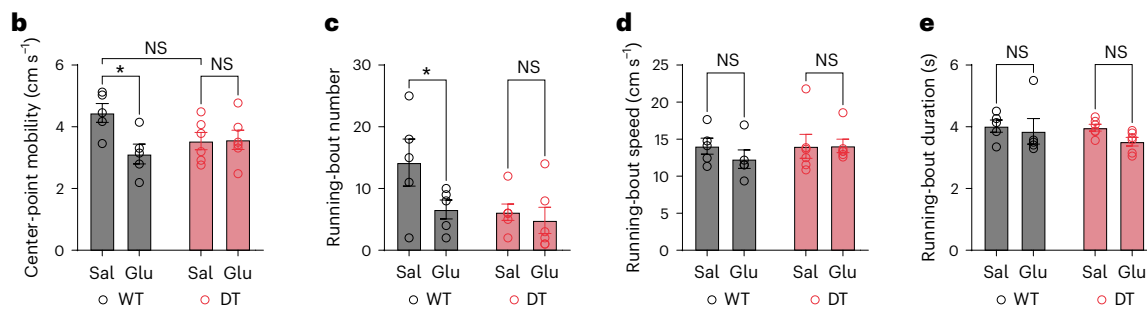 b
Center-point mobility (cm s⁻¹)
6
4
2
0
NS
*
NS
Sal Glu Sal Glu
WT DT
c
Running-bout number
30
20
10
0
*
NS
Sal Glu Sal Glu
WT DT
d
Running-bout speed (cm s⁻¹)
25
20
15
10
5
0
NS
NS
Sal Glu Sal Glu
WT DT
e
Running-bout duration (s)
6
4
2
0
NS
NS
Sal Glu Sal Glu
WT DT